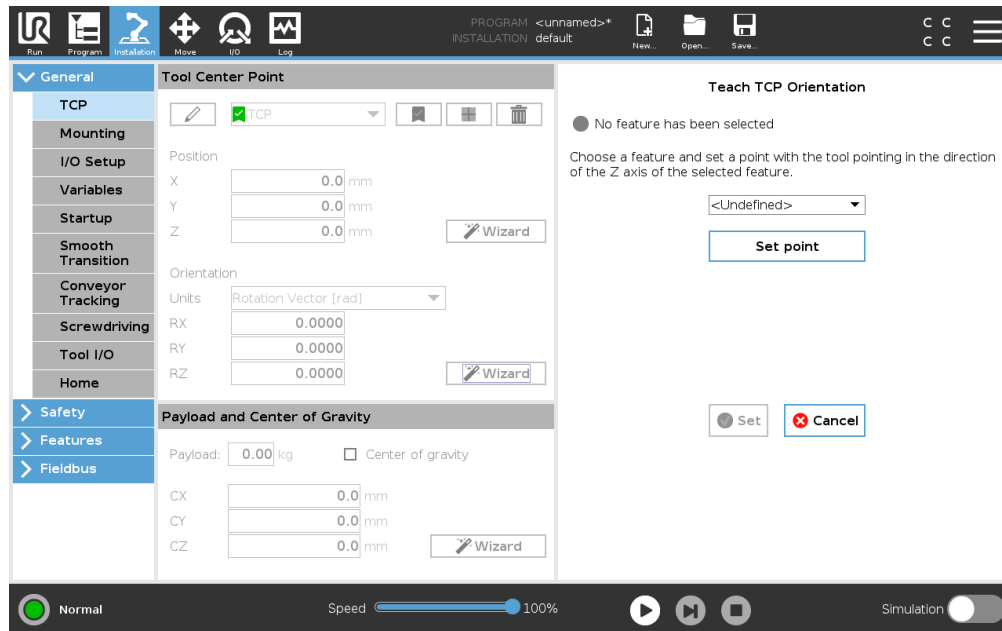 PROGRAM <unnamed>*
INSTALLATION default
UR
Run
Program
Installation
Move
I/O
Log
New...
Open...
Save...
C C
C C
General
TCP
Mounting
I/O Setup
Variables
Startup
Smooth
Transition
Conveyor
Tracking
Screwdriving
Tool I/O
Home
Safety
Features
Fieldbus
Tool Center Point
TCP
Position
X 0.0 mm
Y 0.0 mm
Z 0.0 mm
Wizard
Orientation
Units Rotation Vector [rad]
RX 0.0000
RY 0.0000
RZ 0.0000
Wizard
Payload and Center of Gravity
Payload: 0.00 kg Center of gravity
CX 0.0 mm
CY 0.0 mm
CZ 0.0 mm
Wizard
Teach TCP Orientation
No feature has been selected
Choose a feature and set a point with the tool pointing in the direction
of the Z axis of the selected feature.
<Undefined>
Set point
Set
Cancel
Normal
Speed 100%
Simulation